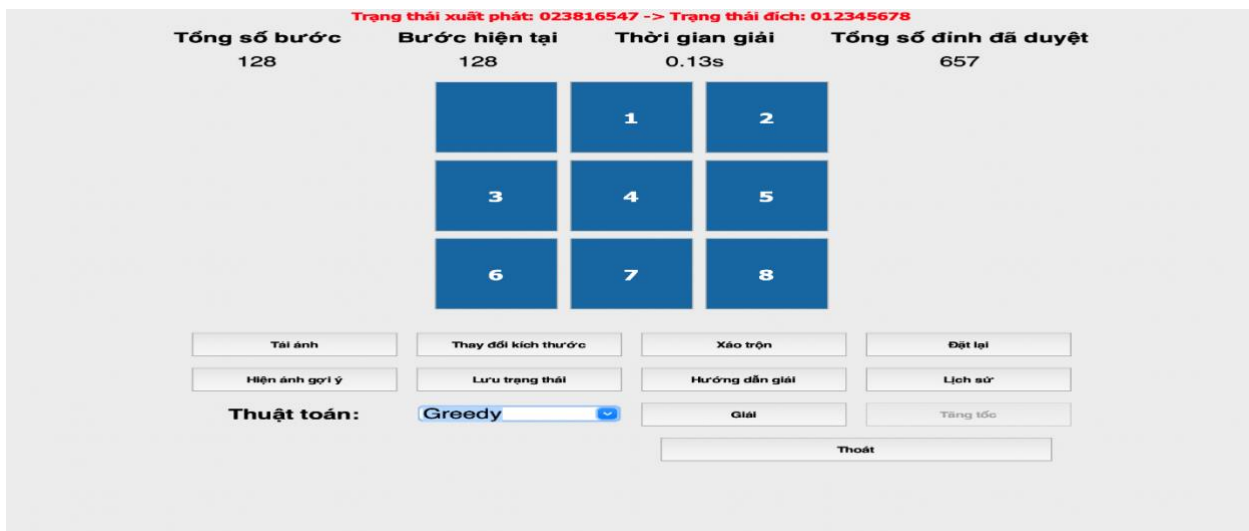 Trạng thái xuất phát: 023816547 -> Trạng thái đích: 012345678
Tổng số bước Bước hiện tại Thời gian giải Tổng số đỉnh đã duyệt
128 128 0.13s 657
1 2
3 4 5
6 7 8
Tải ảnh Thay đổi kích thước Xáo trộn Đặt lại
Hiện ảnh gợi ý Lưu trạng thái Hướng dẫn giải Lịch sử
Thuật toán: Greedy Giải Tăng tốc
Thoát